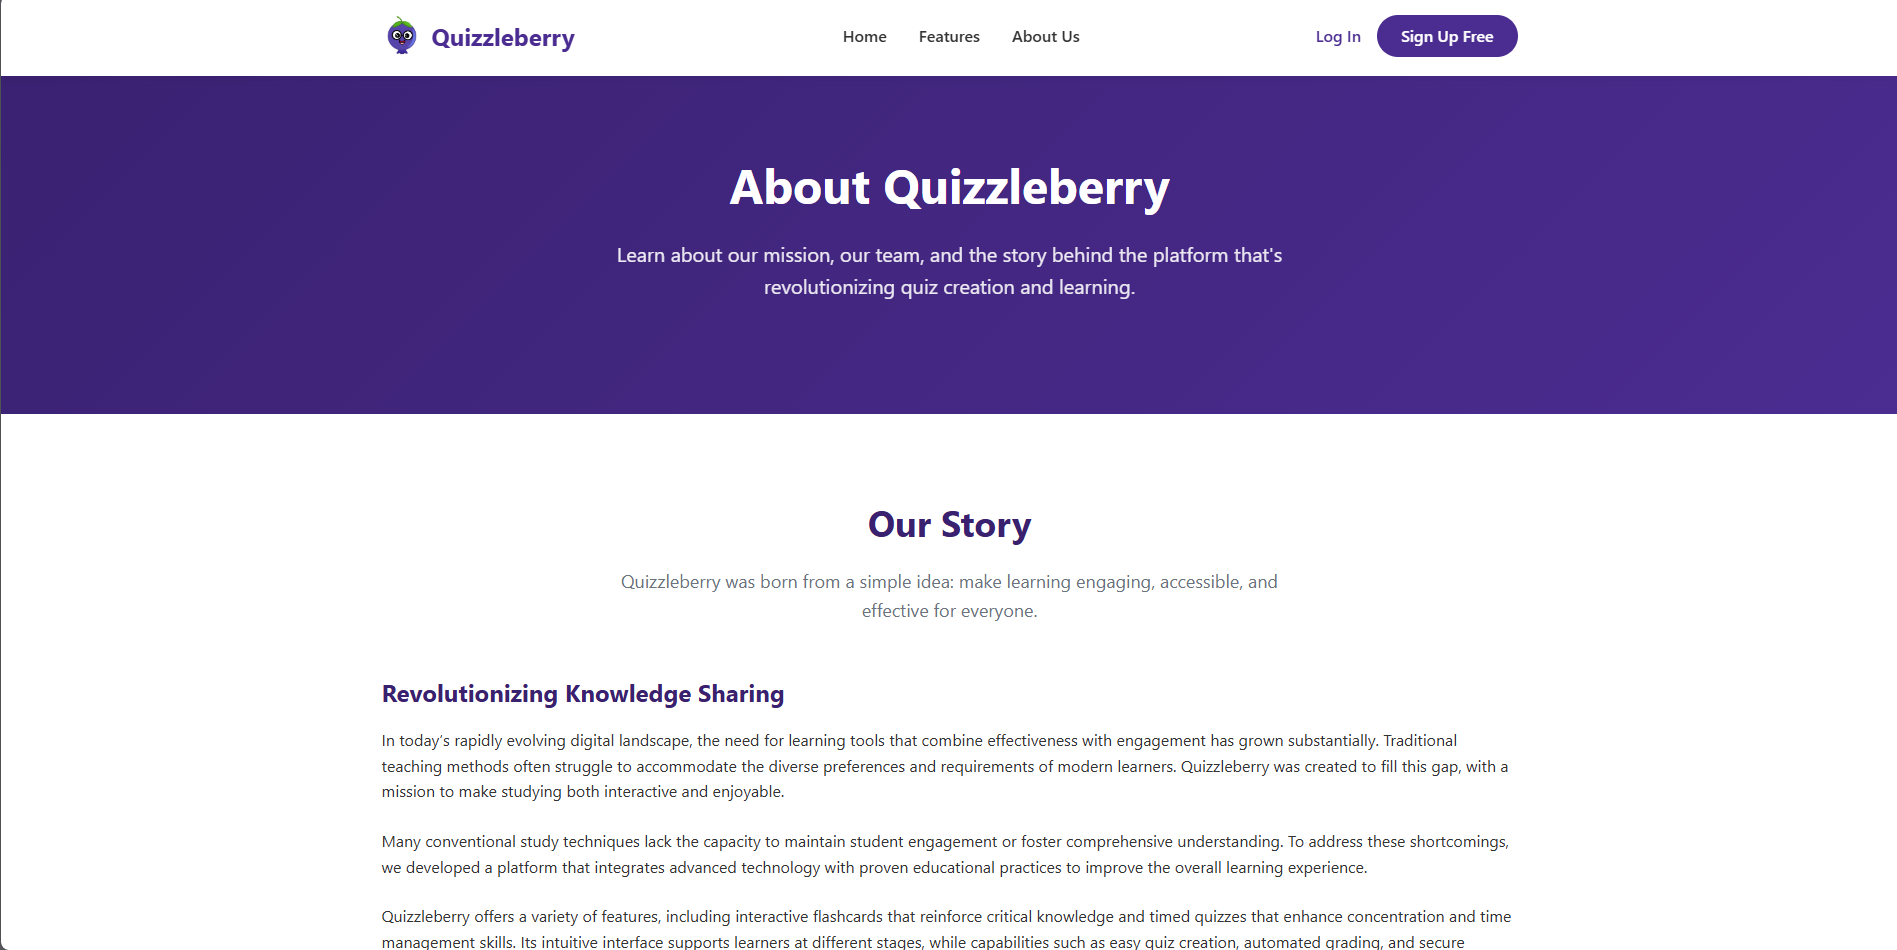 Quizzleberry
Home
Features
About Us
Log In
Sign Up Free
About Quizzleberry
Learn about our mission, our team, and the story behind the platform that's
revolutionizing quiz creation and learning.
Our Story
Quizzleberry was born from a simple idea: make learning engaging, accessible, and
effective for everyone.
Revolutionizing Knowledge Sharing
In today’s rapidly evolving digital landscape, the need for learning tools that combine effectiveness with engagement has grown substantially. Traditional
teaching methods often struggle to accommodate the diverse preferences and requirements of modern learners. Quizzleberry was created to fill this gap, with a
mission to make studying both interactive and enjoyable.
Many conventional study techniques lack the capacity to maintain student engagement or foster comprehensive understanding. To address these shortcomings,
we developed a platform that integrates advanced technology with proven educational practices to improve the overall learning experience.
Quizzleberry offers a variety of features, including interactive flashcards that reinforce critical knowledge and timed quizzes that enhance concentration and time
management skills. Its intuitive interface supports learners at different stages, while capabilities such as easy quiz creation, automated grading, and secure